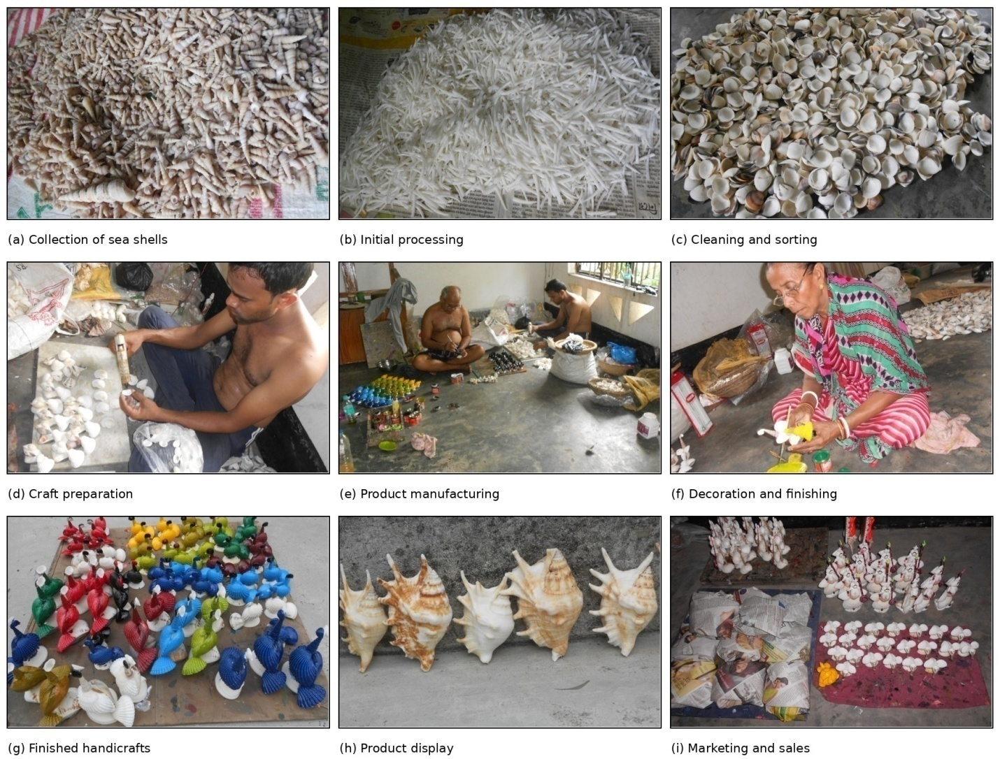 (a) Collection of sea shells
(b) Initial processing
(c) Cleaning and sorting
(d) Craft preparation
(e) Product manufacturing
(f) Decoration and finishing
(g) Finished handicrafts
(h) Product display
(i) Marketing and sales